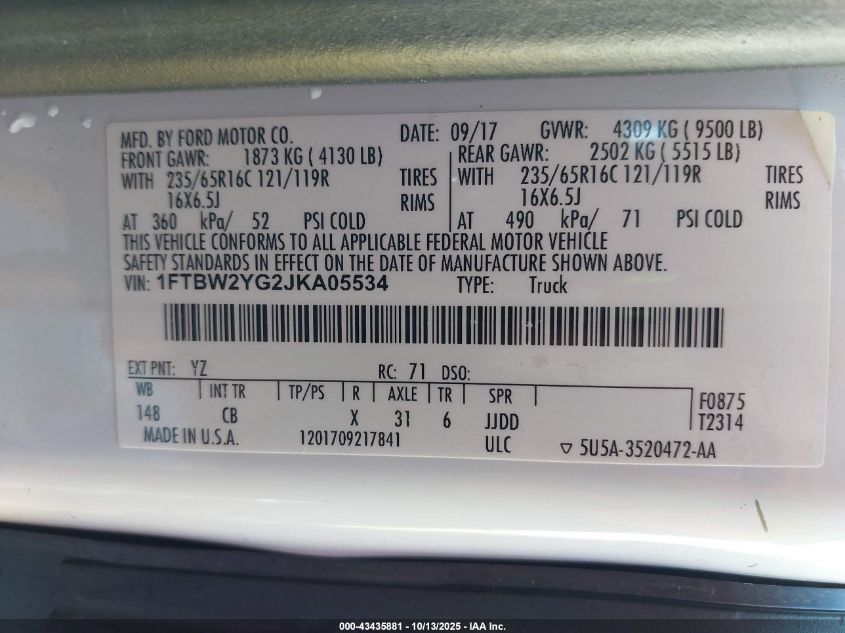 MFD. BY FORD MOTOR CO. DATE: 09/17 GVWR: 4309 KG ( 9500 LB)
FRONT GAWR: 1873 KG ( 4130 LB) REAR GAWR: 2502 KG ( 5515 LB)
WITH 235/65R16C 121/119R TIRES WITH 235/65R16C 121/119R TIRES
16X6.5J RIMS 16X6.5J RIMS
AT 360 kPa/ 52 PSI COLD AT 490 kPa/ 71 PSI COLD
THIS VEHICLE CONFORMS TO ALL APPLICABLE FEDERAL MOTOR VEHICLE
SAFETY STANDARDS IN EFFECT ON THE DATE OF MANUFACTURE SHOWN ABOVE.
VIN: 1FTBW2YG2JKA05534 TYPE: Truck
EXT PNT: YZ RC: 71 DSO:
WB INT TR TP/PS R AXLE TR SPR F0875
148 CB X 31 6 JJDD T2314
MADE IN U.S.A. 1201709217841 ULC ▽ 5U5A-3520472-AA
000-43435881 - 10/13/2025 - IAA Inc.